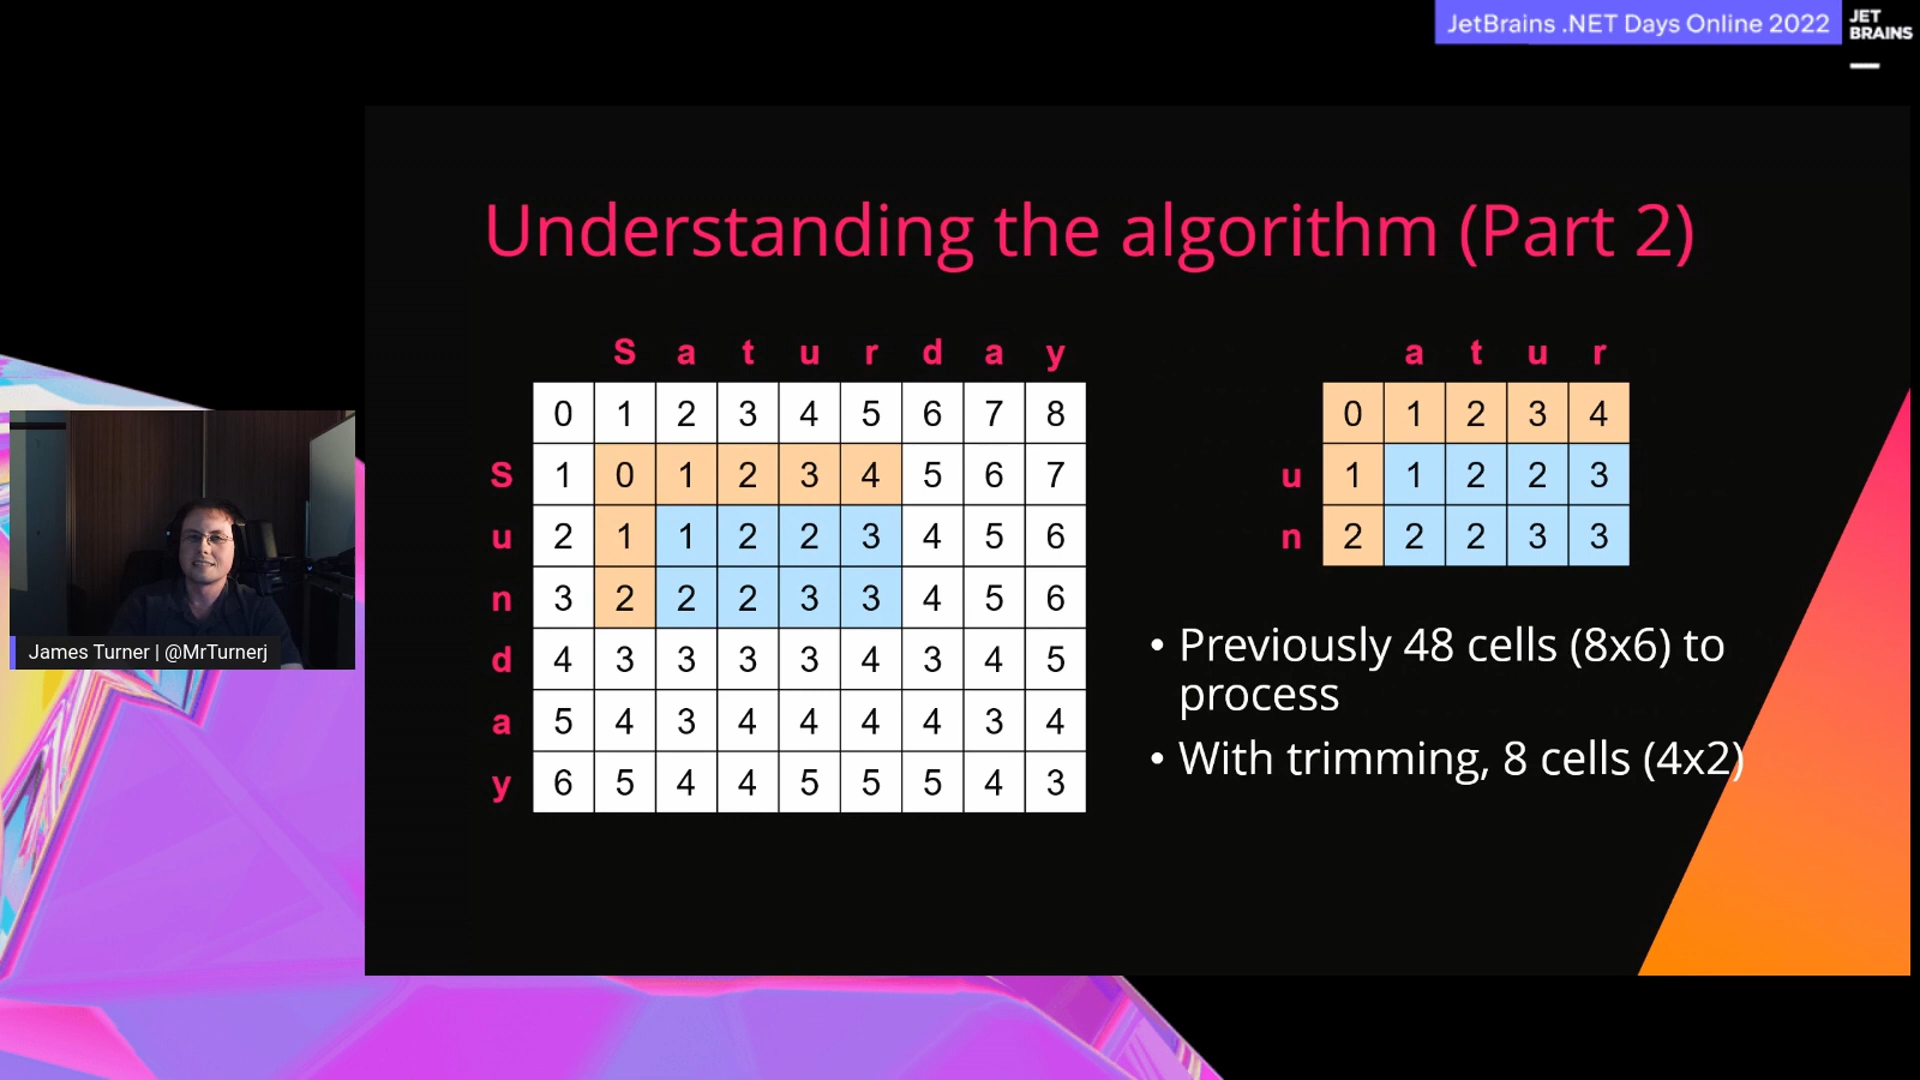 JetBrains .NET Days Online 2022
JET
BRAINS
Understanding the algorithm (Part 2)
S a t u r d a y
0 1 2 3 4 5 6 7 8
S 1 0 1 2 3 4 5 6 7
u 2 1 1 2 2 3 4 5 6
n 3 2 2 2 3 3 4 5 6
d 4 3 3 3 3 4 3 4 5
a 5 4 3 4 4 4 4 3 4
y 6 5 4 4 5 5 5 4 3
a t u r
0 1 2 3 4
u 1 1 2 2 3
n 2 2 2 3 3
• Previously 48 cells (8x6) to
process
• With trimming, 8 cells (4x2)
James Turner | @MrTurnerj